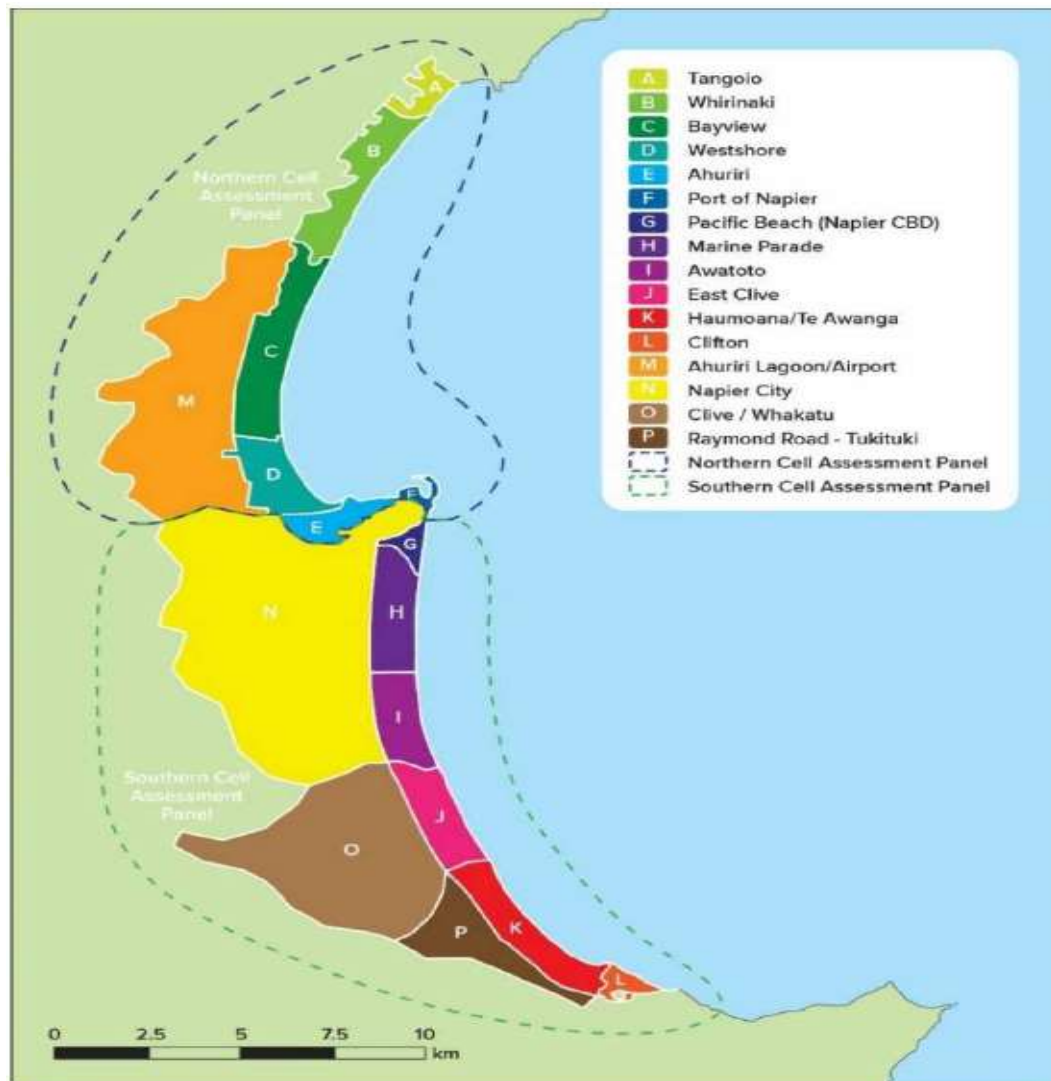 A Tangoio
B Whirinaki
C Bayview
D Westshore
E Ahuriri
F Port of Napier
G Pacific Beach (Napier CBD)
H Marine Parade
I Awatoto
J East Clive
K Haumoana/Te Awanga
L Clifton
M Ahuriri Lagoon/Airport
N Napier City
O Clive / Whakatu
P Raymond Road - Tukituki
Northern Cell Assessment Panel
Southern Cell Assessment Panel
A
B
Northern Cell
Assessment
Panel
C
M
D
F
E
G
N
H
I
Southern Cell
Assessment
Panel
J
O
K
P
L
0 2.5 5 7.5 10
km